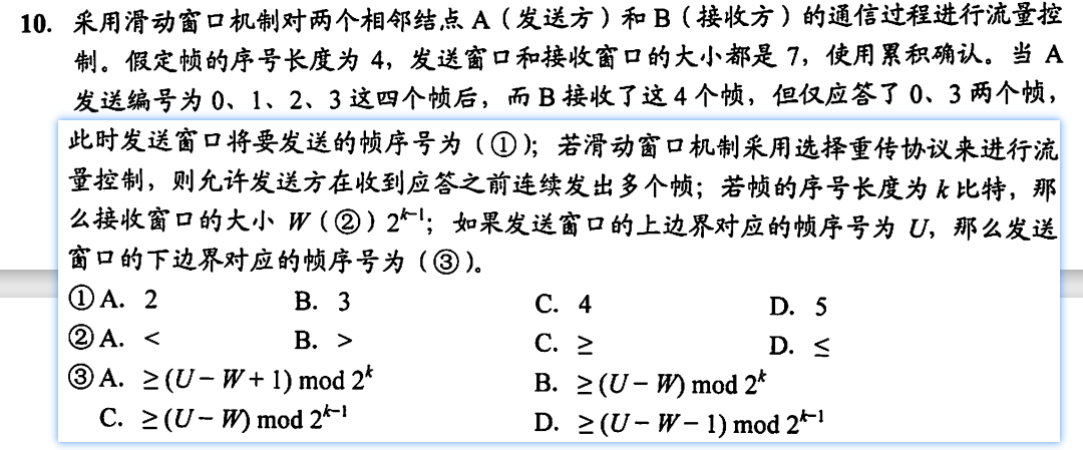 10. 采用滑动窗口机制对两个相邻结点 A（发送方）和 B（接收方）的通信过程进行流量控
制。假定帧的序号长度为 4，发送窗口和接收窗口的大小都是 7，使用累积确认。当 A
发送编号为 0、1、2、3 这四个帧后，而 B 接收了这 4 个帧，但仅应答了 0、3 两个帧，
此时发送窗口将要发送的帧序号为（①）；若滑动窗口机制采用选择重传协议来进行流
量控制，则允许发送方在收到应答之前连续发出多个帧；若帧的序号长度为 k 比特，那
么接收窗口的大小 W（②）2^{k-1}；如果发送窗口的上边界对应的帧序号为 U，那么发送
窗口的下边界对应的帧序号为（③）。
① A. 2 B. 3 C. 4 D. 5
② A. < B. > C. ≥ D. ≤
③ A. ≥(U−W+1) mod 2^k B. ≥(U−W) mod 2^k
C. ≥(U−W) mod 2^{k-1} D. ≥(U−W−1) mod 2^{k-1}